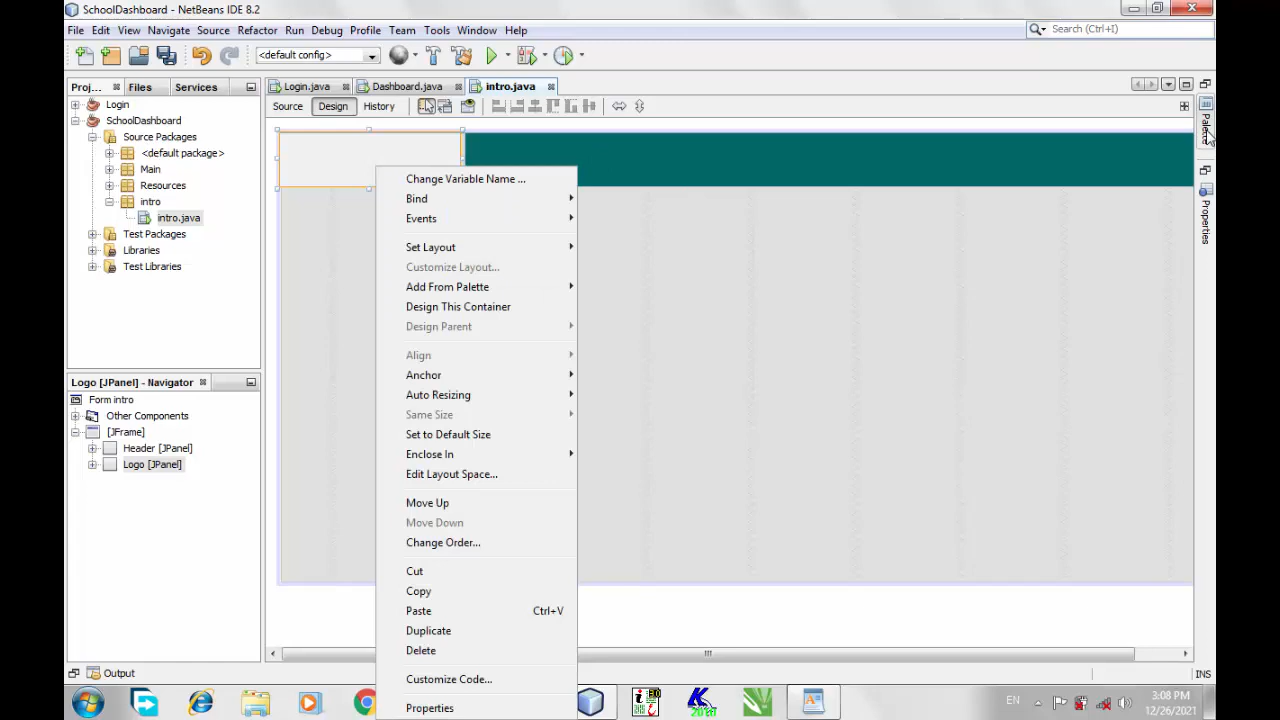 SchoolDashboard - NetBeans IDE 8.2
File Edit View Navigate Source Refactor Run Debug Profile Team Tools Window Help
Search (Ctrl+I)
<default config>
Proj... Files Services
Login.java Dashboard.java intro.java
Source Design History
Login
SchoolDashboard
Source Packages
<default package>
Main
Resources
intro
intro.java
Test Packages
Libraries
Test Libraries
Logo [JPanel] - Navigator
Form intro
Other Components
[JFrame]
Header [JPanel]
Logo [JPanel]
Change Variable Name ...
Bind
Events
Set Layout
Customize Layout...
Add From Palette
Design This Container
Design Parent
Align
Anchor
Auto Resizing
Same Size
Set to Default Size
Enclose In
Edit Layout Space...
Move Up
Move Down
Change Order...
Cut
Copy
Paste Ctrl+V
Duplicate
Delete
Customize Code...
Properties
Palette
Properties
Output
INS
EN
3:08 PM
12/26/2021